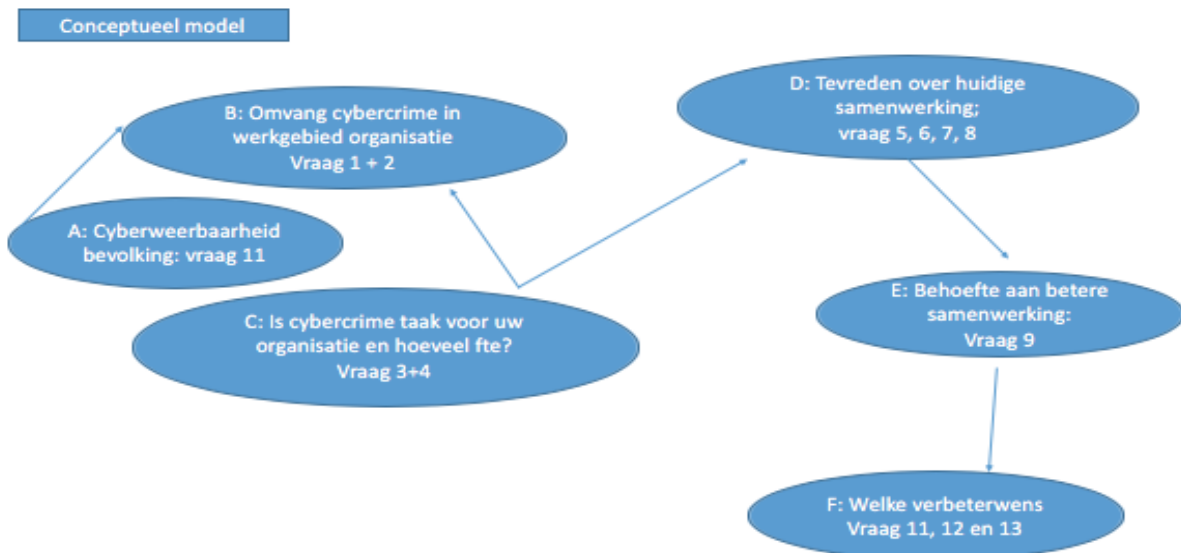 Conceptueel model
B: Omvang cybercrime in
werkgebied organisatie
Vraag 1 + 2
D: Tevreden over huidige
samenwerking;
vraag 5, 6, 7, 8
A: Cyberweerbaarheid
bevolking: vraag 11
C: Is cybercrime taak voor uw
organisatie en hoeveel fte?
Vraag 3+4
E: Behoefte aan betere
samenwerking:
Vraag 9
F: Welke verbeterwens
Vraag 11, 12 en 13